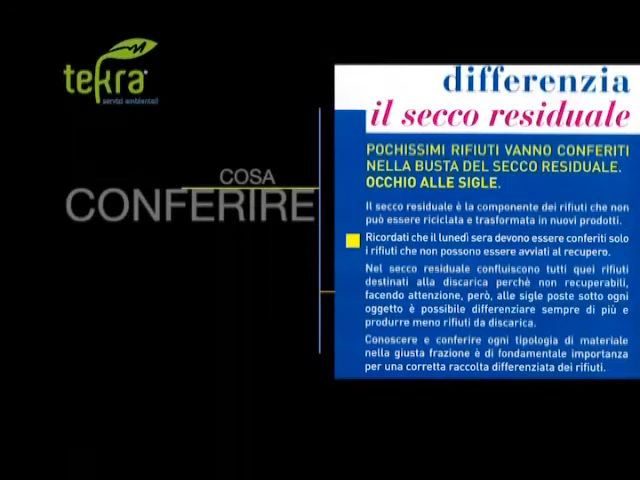 tekra
servizi ambientali
COSA
CONFERIRE
differenzia
il secco residuale
POCHISSIMI RIFIUTI VANNO CONFERITI
NELLA BUSTA DEL SECCO RESIDUALE.
OCCHIO ALLE SIGLE.
Il secco residuale è la componente dei rifiuti che non
può essere riciclata e trasformata in nuovi prodotti.
Ricordati che il lunedì sera devono essere conferiti solo
i rifiuti che non possono essere avviati al recupero.
Nel secco residuale confluiscono tutti quei rifiuti
destinati alla discarica perchè non recuperabili,
facendo attenzione, però, alle sigle poste sotto ogni
oggetto è possibile differenziare sempre di più e
produrre meno rifiuti da discarica.
Conoscere e conferire ogni tipologia di materiale
nella giusta frazione è di fondamentale importanza
per una corretta raccolta differenziata dei rifiuti.